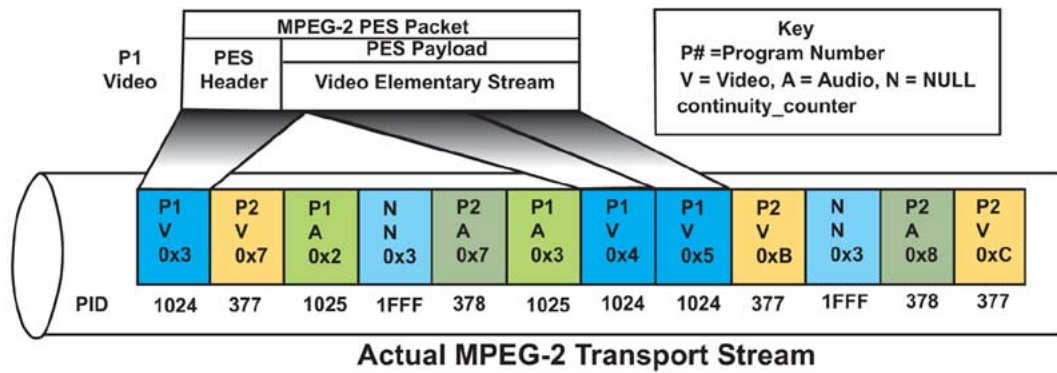 MPEG-2 PES Packet
P1
Video
PES
Header
PES Payload
Video Elementary Stream
Key
P# =Program Number
V = Video, A = Audio, N = NULL
continuity_counter
P1 P2 P1 N P2 P1 P1 P1 P2 N P2 P2
V V A N A A V V V N A V
0x3 0x7 0x2 0x3 0x7 0x3 0x4 0x5 0xB 0x3 0x8 0xC
PID 1024 377 1025 1FFF 378 1025 1024 1024 377 1FFF 378 377
Actual MPEG-2 Transport Stream